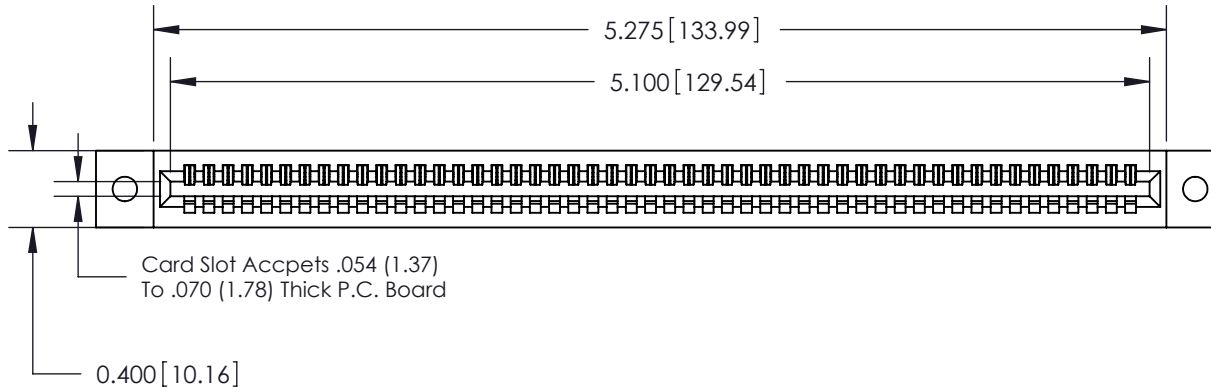 5.275[133.99]
5.100[129.54]
Card Slot Accpets .054 (1.37)
To .070 (1.78) Thick P.C. Board
0.400[10.16]